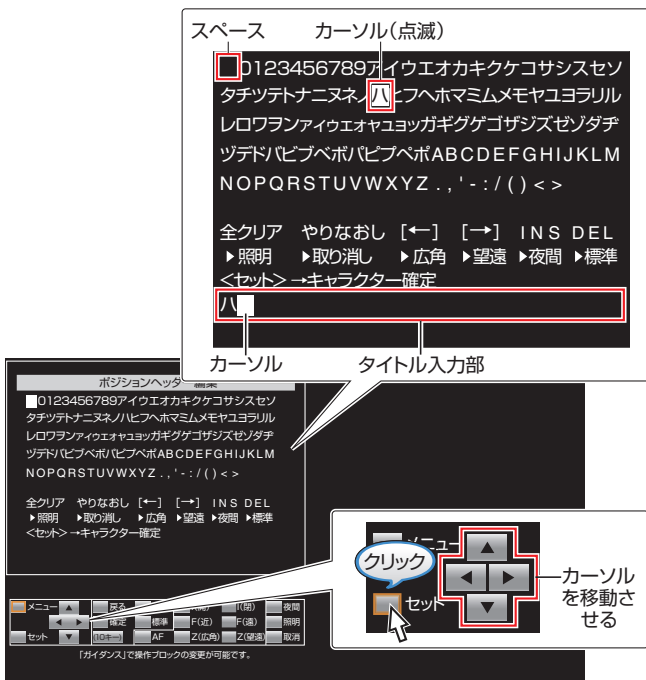 スペース
カーソル（点滅）
0123456789アイウエオカキクケコサシスセソ
タチツテトナニヌネノハヒフヘホマミムメモヤユヨラリル
レロワヲンァィゥェォャュョッガギグゲゴザジズゼゾダヂ
ヅデドバビブベボパピプペポABCDEFGHIJKLM
NOPQRSTUVWXYZ . , ' - : / ( ) < >
全クリア やりなおし [←] [→] INS DEL
▶照明 ▶取り消し ▶広角 ▶望遠 ▶夜間 ▶標準
<セット>→キャラクター確定
ハ
カーソル
タイトル入力部
ポジションヘッダー編集
0123456789アイウエオカキクケコサシスセソ
タチツテトナニヌネノハヒフヘホマミムメモヤユヨラリル
レロワヲンァィゥェォャュョッガギグゲゴザジズゼゾダヂ
ヅデドバビブベボパピプペポABCDEFGHIJKLM
NOPQRSTUVWXYZ . , ' - : / ( ) < >
全クリア やりなおし [←] [→] INS DEL
▶照明 ▶取り消し ▶広角 ▶望遠 ▶夜間 ▶標準
<セット>→キャラクター確定
メニュー ▲ 戻る I(閉) 夜間
◀ ▶ 確定 標準 F(近) F(遠) 照明
セット ▼ (10キー) AF Z(広角) Z(望遠) 取消
「ガイダンス」で操作ブロックの変更が可能です。
メニュー
クリック
セット
カーソル
を移動さ
せる